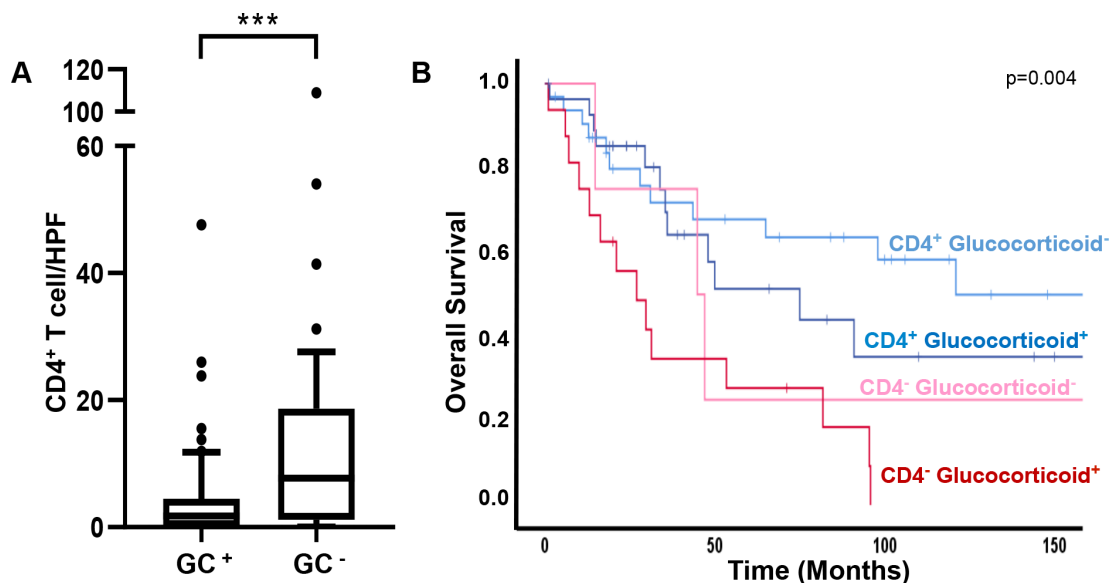 A
***
CD4⁺ T cell/HPF
120
100
60
40
20
0
GC⁺
GC⁻
B
p=0.004
Overall Survival
1.0
0.8
0.6
0.4
0.2
0.0
CD4⁺ Glucocorticoid⁻
CD4⁺ Glucocorticoid⁺
CD4⁻ Glucocorticoid⁻
CD4⁻ Glucocorticoid⁺
0
50
100
150
Time (Months)